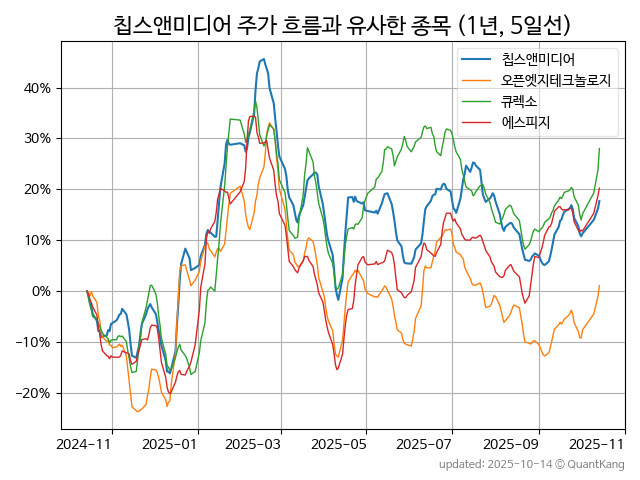 칩스앤미디어 주가 흐름과 유사한 종목 (1년, 5일선)
칩스앤미디어
오픈엣지테크놀로지
큐렉소
에스피지
40%
30%
20%
10%
0%
−10%
−20%
2024-11
2025-01
2025-03
2025-05
2025-07
2025-09
2025-11
updated: 2025-10-14 © QuantKang